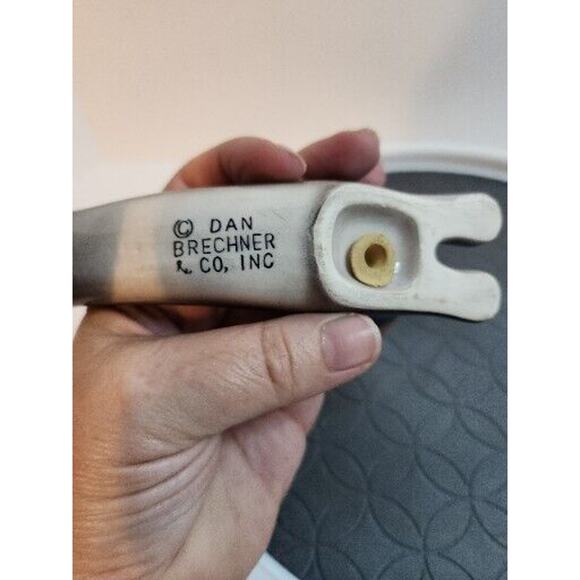 © DAN
BRECHNER
& CO, INC